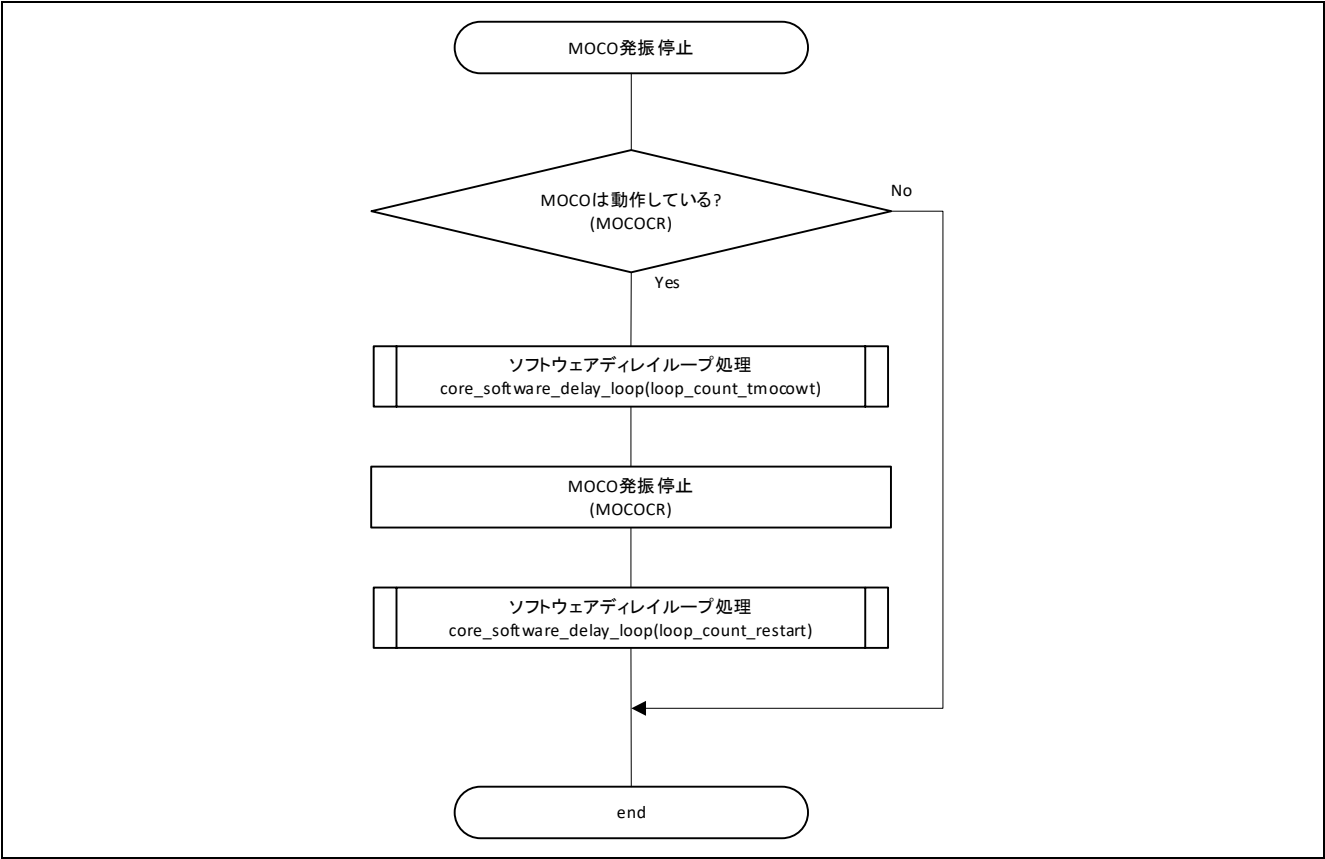 MOCO発振停止
MOCOは動作している?
(MOCOCR)
No
Yes
ソフトウェアディレイループ処理
core_software_delay_loop(loop_count_tmocowt)
MOCO発振停止
(MOCOCR)
ソフトウェアディレイループ処理
core_software_delay_loop(loop_count_restart)
end